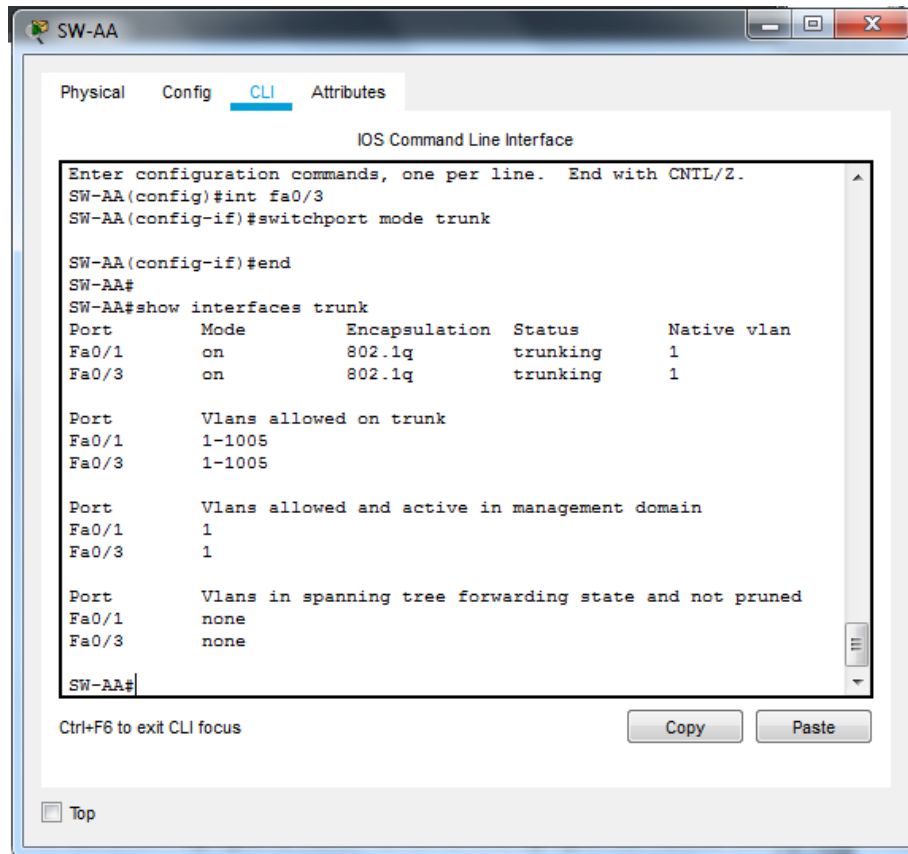 SW-AA
Physical Config CLI Attributes
IOS Command Line Interface
Enter configuration commands, one per line.  End with CNTL/Z.
SW-AA(config)#int fa0/3
SW-AA(config-if)#switchport mode trunk
SW-AA(config-if)#end
SW-AA#
SW-AA#show interfaces trunk
Port        Mode         Encapsulation  Status        Native vlan
Fa0/1       on           802.1q         trunking      1
Fa0/3       on           802.1q         trunking      1
Port        Vlans allowed on trunk
Fa0/1       1-1005
Fa0/3       1-1005
Port        Vlans allowed and active in management domain
Fa0/1       1
Fa0/3       1
Port        Vlans in spanning tree forwarding state and not pruned
Fa0/1       none
Fa0/3       none
SW-AA#
Ctrl+F6 to exit CLI focus
Copy Paste
Top